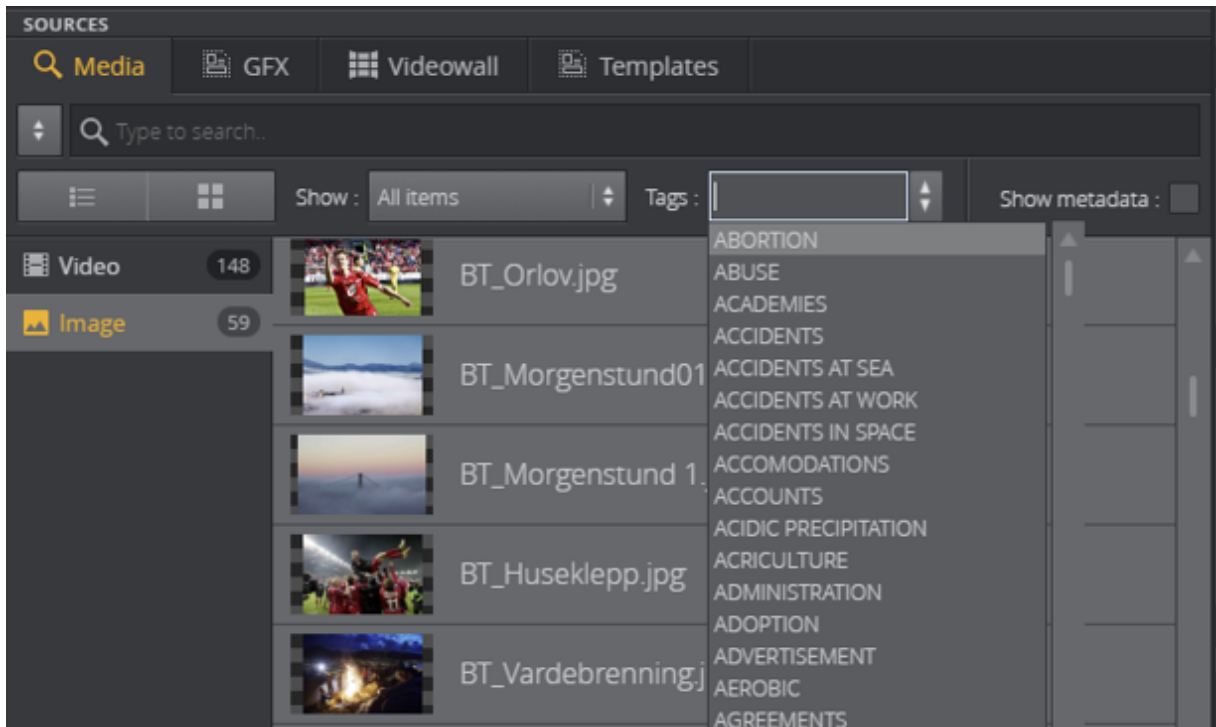 SOURCES
Media GFX Videowall Templates
Type to search..
Show : All items Tags : Show metadata :
Video 148
Image 59
BT_Orlov.jpg
BT_Morgenstund01
BT_Morgenstund 1.
BT_Huseklepp.jpg
BT_Vardebrenning.j
ABORTION
ABUSE
ACADEMIES
ACCIDENTS
ACCIDENTS AT SEA
ACCIDENTS AT WORK
ACCIDENTS IN SPACE
ACCOMODATIONS
ACCOUNTS
ACIDIC PRECIPITATION
ACRICULTURE
ADMINISTRATION
ADOPTION
ADVERTISEMENT
AEROBIC
AGREEMENTS